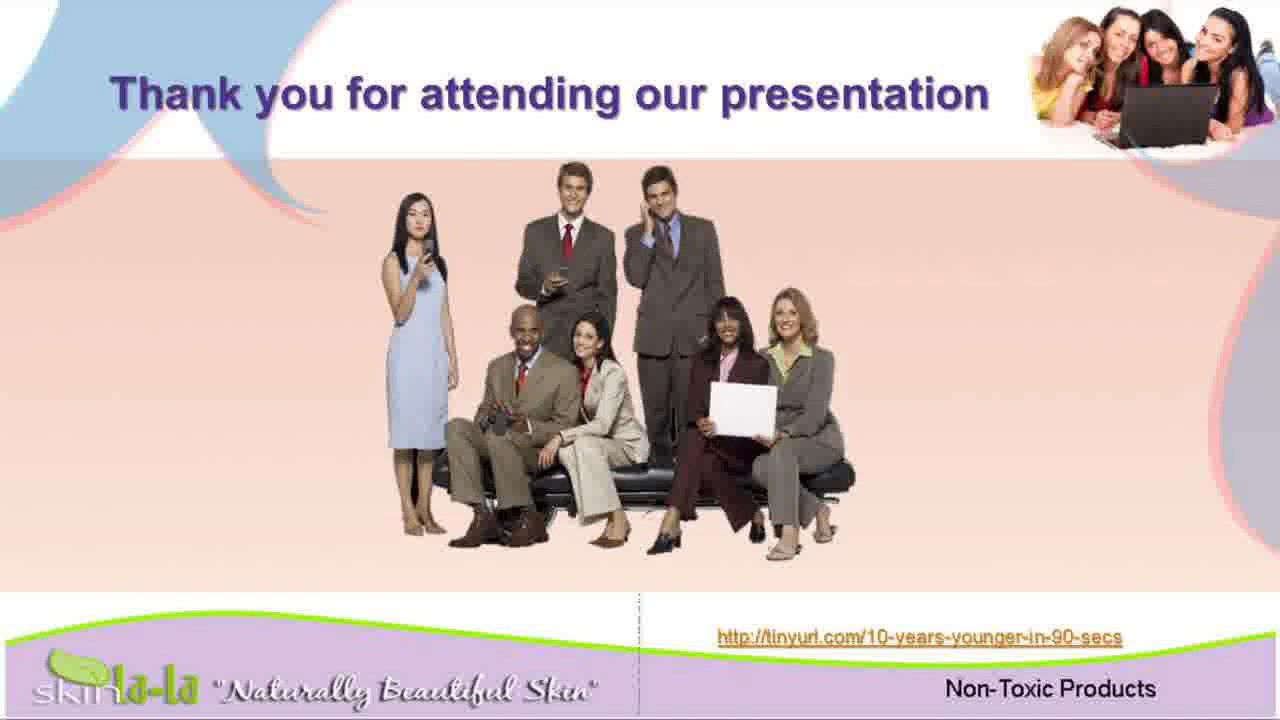 Thank you for attending our presentation
http://tinyurl.com/10-years-younger-in-90-secs
skin la-la "Naturally Beautiful Skin"
Non-Toxic Products